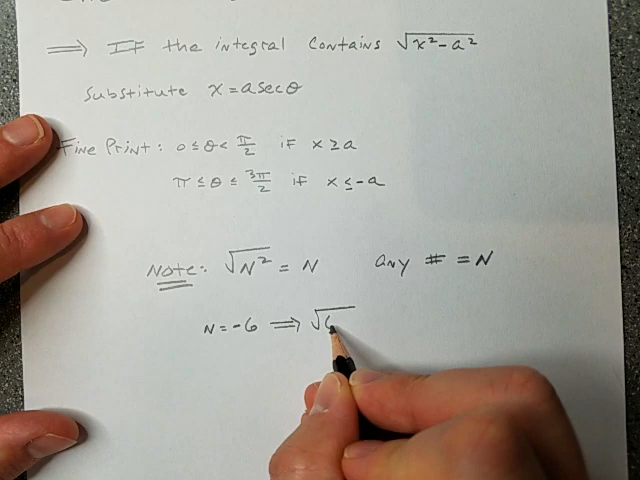 ⟹ IF the integral contains √(x²-a²)
Substitute x = a secθ
Fine Print: 0 ≤ θ < π/2 if x ≥ a
π ≤ θ ≤ 3π/2 if x ≤ -a
Note: √(N²) = N any # = N
N = -6 ⟹ √(